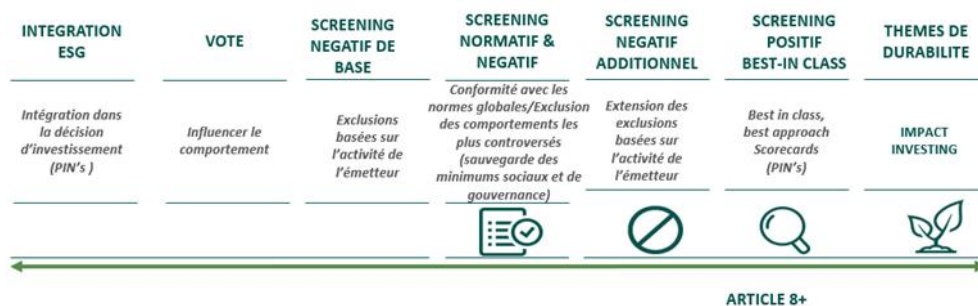 INTEGRATION
ESG
VOTE
SCREENING
NEGATIF DE
BASE
SCREENING
NORMATIF &
NEGATIF
SCREENING
NEGATIF
ADDITIONNEL
SCREENING
POSITIF
BEST-IN CLASS
THEMES DE
DURABILITE
Intégration dans
la décision
d'investissement
(PIN's )
Influencer le
comportement
Exclusions
basées sur
l'activité de
l'émetteur
Conformité avec les
normes globales/Exclusion
des comportements les
plus controversés
(sauvegarde des
minimums sociaux et de
gouvernance)
Extension des
exclusions
basées sur
l'activité de
l'émetteur
Best in class,
best approach
Scorecards
(PIN's)
IMPACT
INVESTING
ARTICLE 8+